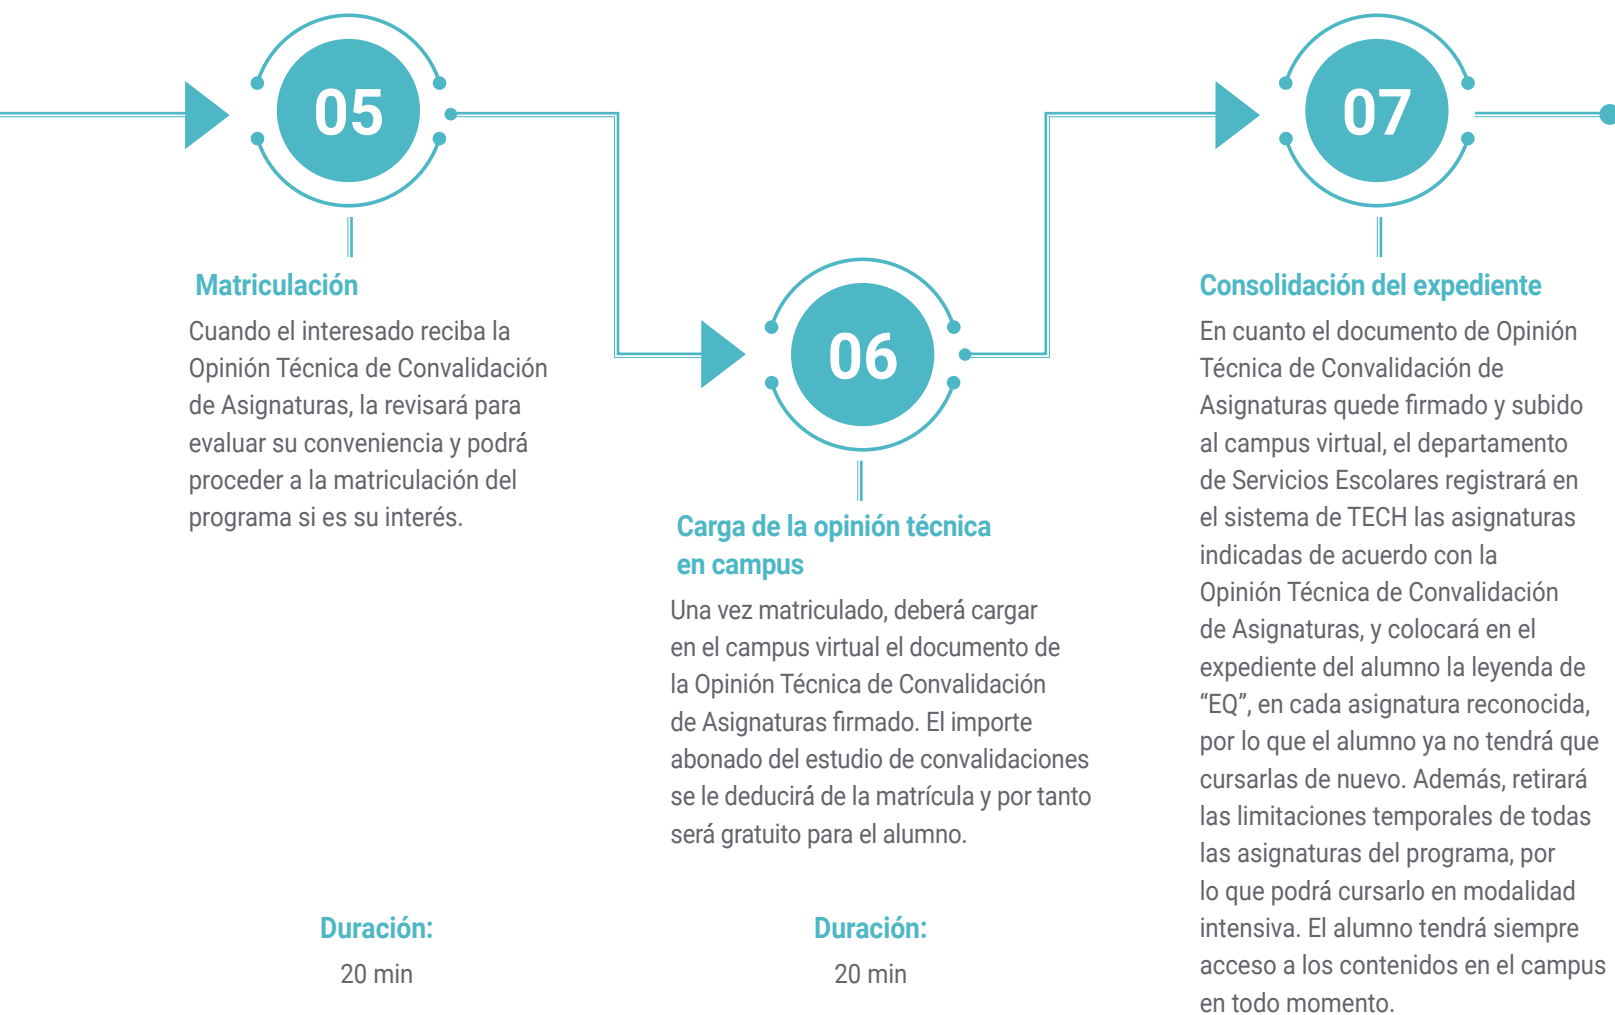 05
Matriculación
Cuando el interesado reciba la
Opinión Técnica de Convalidación
de Asignaturas, la revisará para
evaluar su conveniencia y podrá
proceder a la matriculación del
programa si es su interés.
Duración:
20 min
06
Carga de la opinión técnica
en campus
Una vez matriculado, deberá cargar
en el campus virtual el documento de
la Opinión Técnica de Convalidación
de Asignaturas firmado. El importe
abonado del estudio de convalidaciones
se le deducirá de la matrícula y por tanto
será gratuito para el alumno.
Duración:
20 min
07
Consolidación del expediente
En cuanto el documento de Opinión
Técnica de Convalidación de
Asignaturas quede firmado y subido
al campus virtual, el departamento
de Servicios Escolares registrará en
el sistema de TECH las asignaturas
indicadas de acuerdo con la
Opinión Técnica de Convalidación
de Asignaturas, y colocará en el
expediente del alumno la leyenda de
“EQ”, en cada asignatura reconocida,
por lo que el alumno ya no tendrá que
cursarlas de nuevo. Además, retirará
las limitaciones temporales de todas
las asignaturas del programa, por
lo que podrá cursarlo en modalidad
intensiva. El alumno tendrá siempre
acceso a los contenidos en el campus
en todo momento.